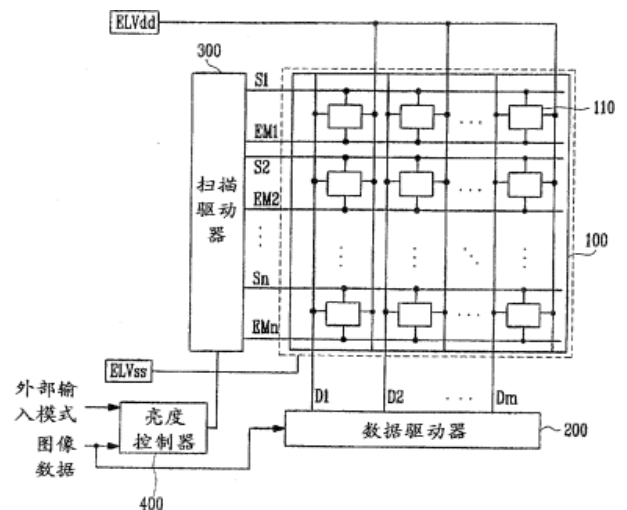 ELVdd
300
S1
110
EM1
S2
扫描
驱动
器
EM2
100
Sn
EMn
ELVss
外部输
入模式
D1 D2 ... Dm
亮度
控制器
图像
数据
数据驱动器
200
400